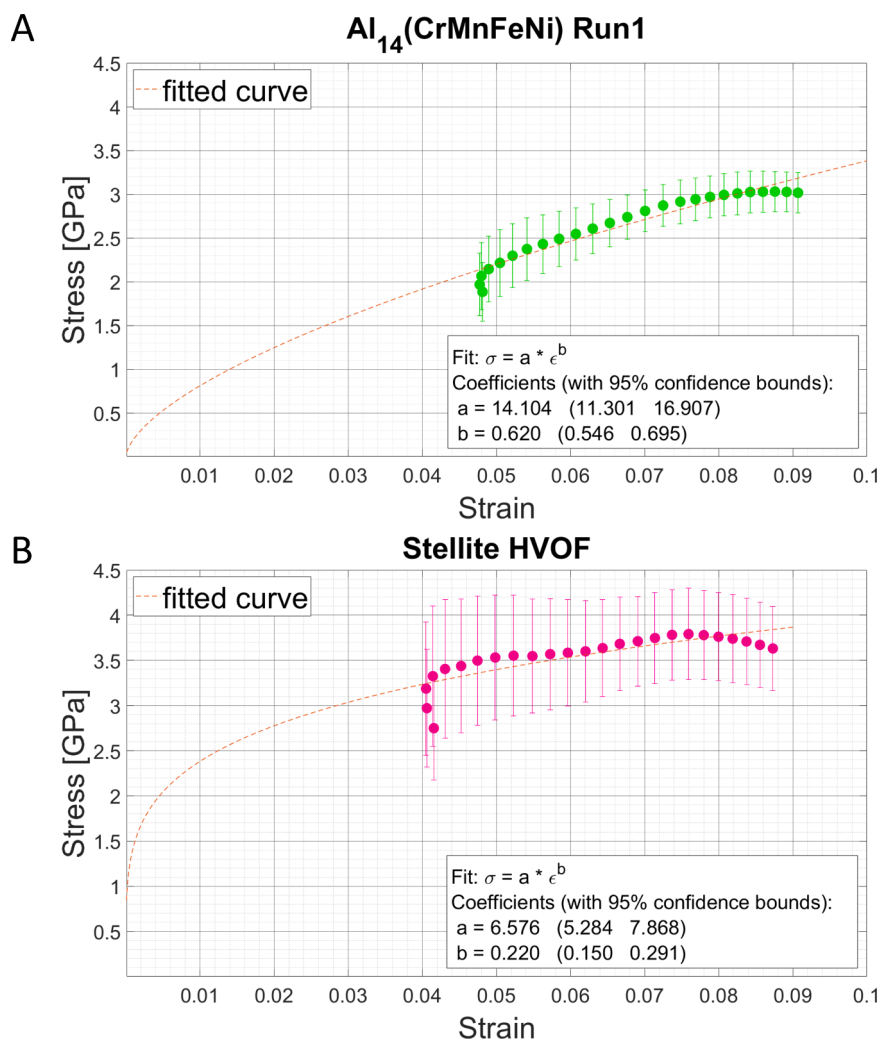 A
Al14(CrMnFeNi) Run1
4.5
4
3.5
3
2.5
2
1.5
1
0.5
Stress [GPa]
fitted curve
Fit: σ = a * ϵ^b
Coefficients (with 95% confidence bounds):
a = 14.104 (11.301 16.907)
b = 0.620 (0.546 0.695)
0.01 0.02 0.03 0.04 0.05 0.06 0.07 0.08 0.09 0.1
Strain
B
Stellite HVOF
4.5
4
3.5
3
2.5
2
1.5
1
0.5
Stress [GPa]
fitted curve
Fit: σ = a * ϵ^b
Coefficients (with 95% confidence bounds):
a = 6.576 (5.284 7.868)
b = 0.220 (0.150 0.291)
0.01 0.02 0.03 0.04 0.05 0.06 0.07 0.08 0.09 0.1
Strain